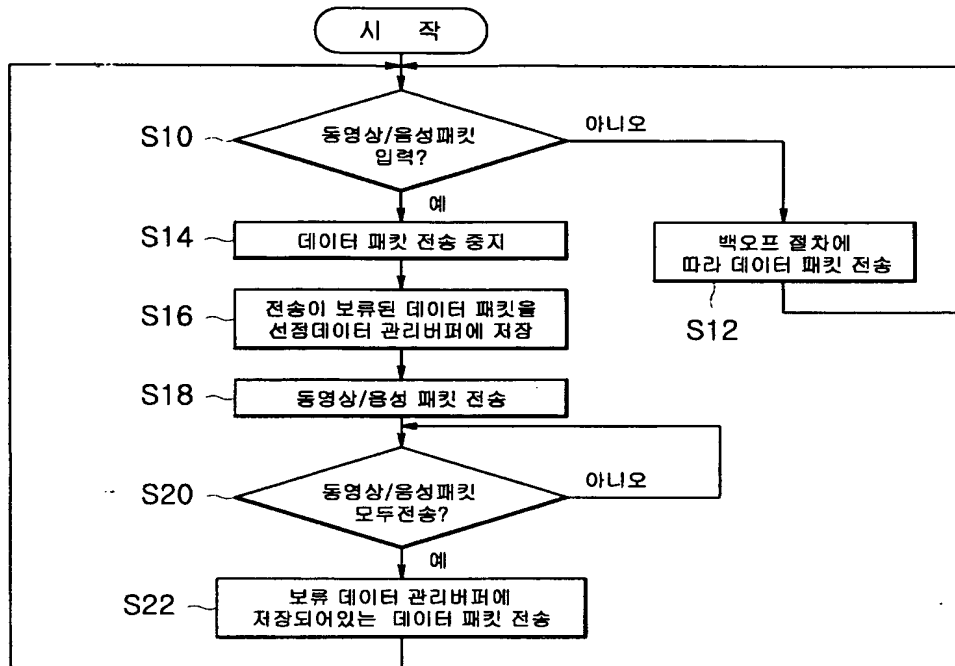 시 작
S10
동영상/음성패킷
입력?
아니오
예
S14
데이터 패킷 전송 중지
백오프 절차에
따라 데이터 패킷 전송
S12
S16
전송이 보류된 데이터 패킷을
선정데이터 관리버퍼에 저장
S18
동영상/음성 패킷 전송
S20
동영상/음성패킷
모두전송?
아니오
예
S22
보류 데이터 관리버퍼에
저장되어있는 데이터 패킷 전송